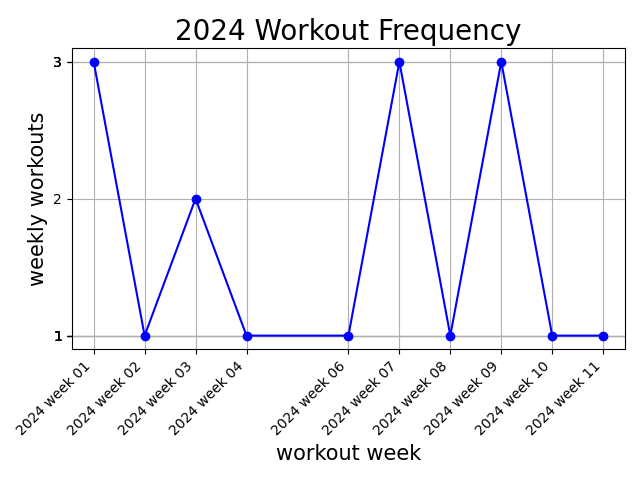 2024 Workout Frequency
weekly workouts
3
2
1
2024 week 01
2024 week 02
2024 week 03
2024 week 04
2024 week 06
2024 week 07
2024 week 08
2024 week 09
2024 week 10
2024 week 11
workout week